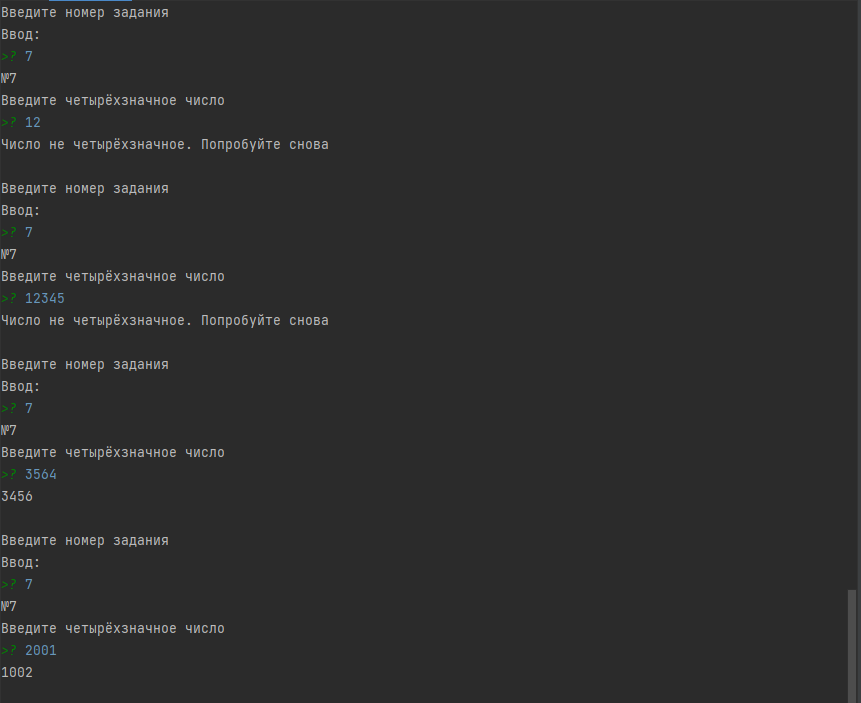 Введите номер задания
Ввод:
>? 7
№7
Введите четырёхзначное число
>? 12
Число не четырёхзначное. Попробуйте снова
Введите номер задания
Ввод:
>? 7
№7
Введите четырёхзначное число
>? 12345
Число не четырёхзначное. Попробуйте снова
Введите номер задания
Ввод:
>? 7
№7
Введите четырёхзначное число
>? 3564
3456
Введите номер задания
Ввод:
>? 7
№7
Введите четырёхзначное число
>? 2001
1002